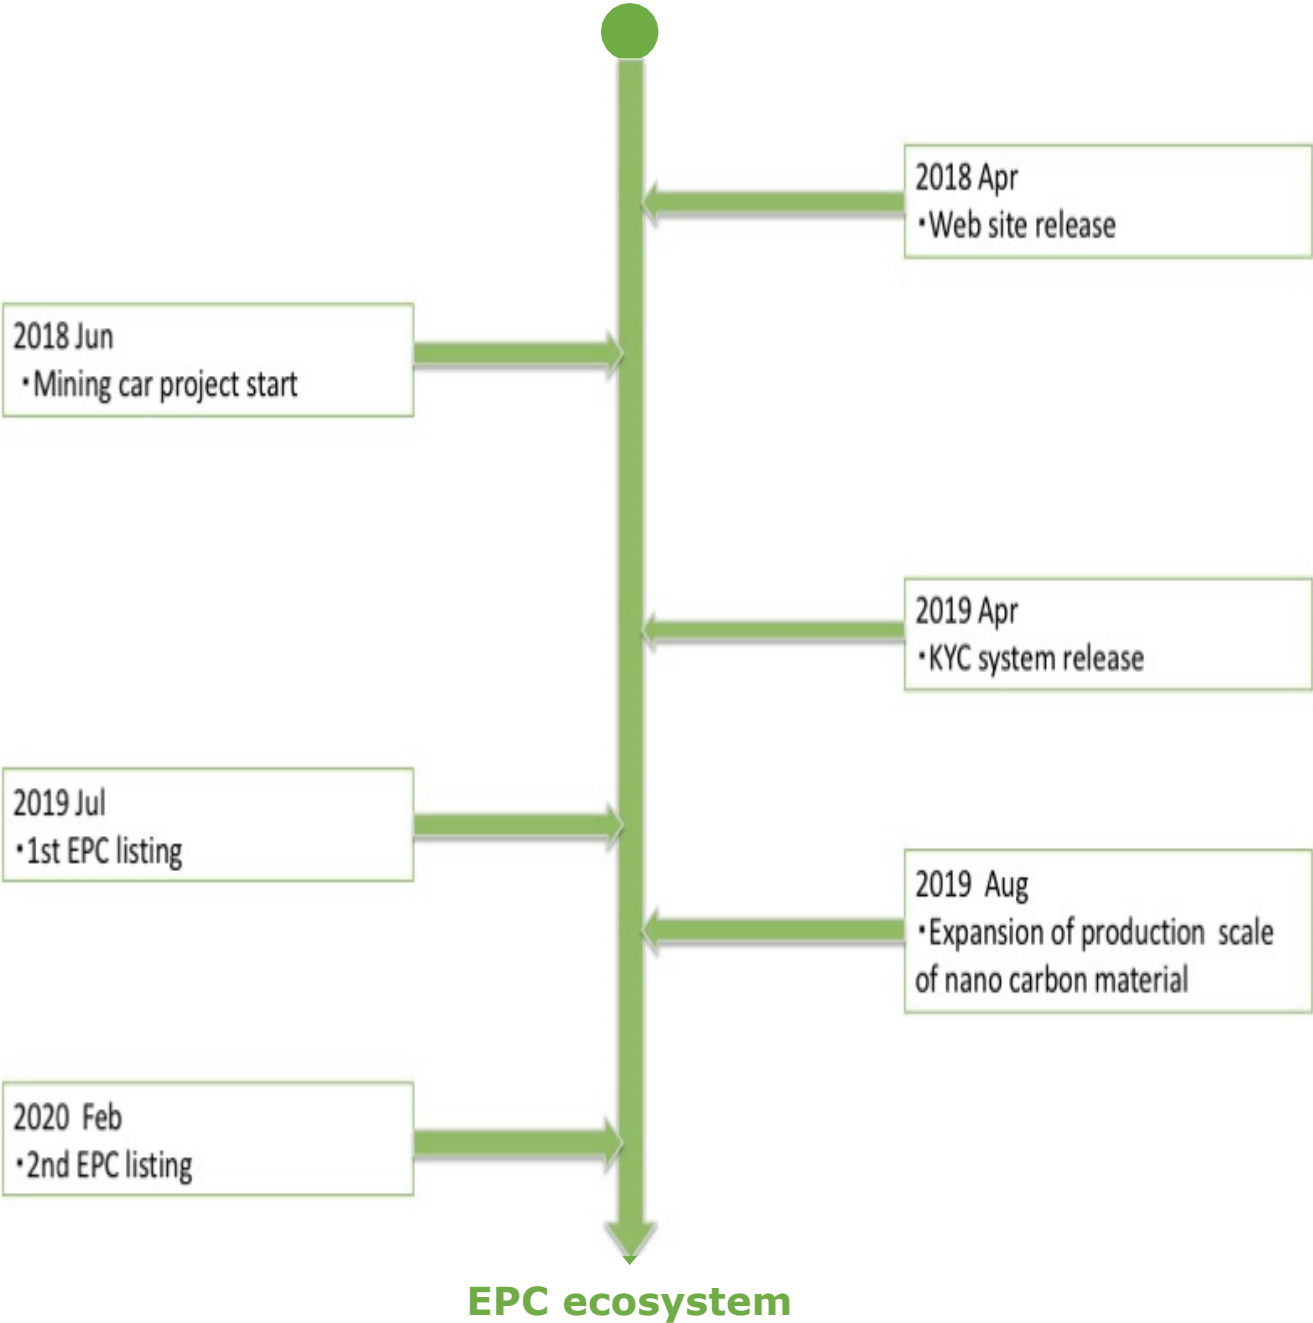 2018 Apr
・Web site release
2018 Jun
・Mining car project start
2019 Apr
・KYC system release
2019 Jul
・1st EPC listing
2019 Aug
・Expansion of production scale
of nano carbon material
2020 Feb
・2nd EPC listing
EPC ecosystem